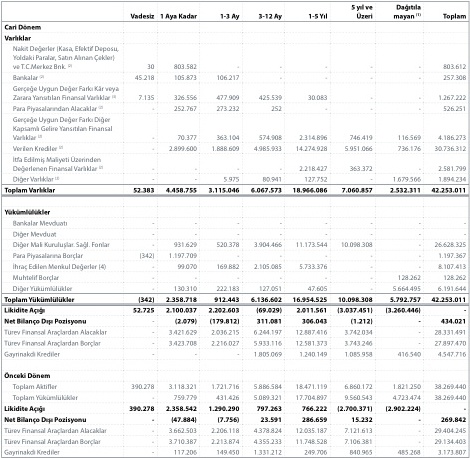 5 yıl ve Dağıtıla
Vadesiz 1 Aya Kadar 1-3 Ay 3-12 Ay 1-5 Yıl Üzeri mayan (1) Toplam
Cari Dönem
Varlıklar
Nakit Değerler (Kasa, Efektif Deposu,
Yoldaki Paralar, Satın Alınan Çekler)
ve T.C.Merkez Bnk. (2) 30 803.582 - - - - - 803.612
Bankalar (2) 45.218 105.873 106.217 - - - - 257.308
Gerçeğe Uygun Değer Farkı Kâr veya
Zarara Yansıtılan Finansal Varlıklar (2) 7.135 326.556 477.909 425.539 30.083 - - 1.267.222
Para Piyasalarından Alacaklar (2) - 252.767 273.232 252 - - - 526.251
Gerçeğe Uygun Değer Farkı Diğer
Kapsamlı Gelire Yansıtılan Finansal
Varlıklar (2) - 70.377 363.104 574.908 2.314.896 746.419 116.569 4.186.273
Verilen Krediler (2) - 2.899.600 1.888.609 4.985.933 14.274.928 5.951.066 736.176 30.736.312
İtfa Edilmiş Maliyeti Üzerinden
Değerlenen Finansal Varlıklar (2) - - - - 2.218.427 363.372 - 2.581.799
Diğer Varlıklar (2) - - 5.975 80.941 127.752 - 1.679.566 1.894.234
Toplam Varlıklar 52.383 4.458.755 3.115.046 6.067.573 18.966.086 7.060.857 2.532.311 42.253.011
Yükümlülükler
Bankalar Mevduatı - - - - - - - -
Diğer Mevduat - - - - - - - -
Diğer Mali Kuruluşlar Sağl. Fonlar - 931.629 520.378 3.904.466 11.173.544 10.098.308 - 26.628.325
Para Piyasalarına Borçlar (342) 1.197.709 - - - - - 1.197.367
İhraç Edilen Menkul Değerler (4) - 99.070 169.882 2.105.085 5.733.376 - - 8.107.413
Muhtelif Borçlar - - - - - - 128.262 128.262
Diğer Yükümlülükler - 130.310 222.183 127.051 47.605 - 5.664.495 6.191.644
Toplam Yükümlülükler (342) 2.358.718 912.443 6.136.602 16.954.525 10.098.308 5.792.757 42.253.011
Likidite Açığı 52.725 2.100.037 2.202.603 (69.029) 2.011.561 (3.037.451) (3.260.446) -
Net Bilanço Dışı Pozisyonu - (2.079) (179.812) 311.081 306.043 (1.212) - 434.021
Türev Finansal Araçlardan Alacaklar - 3.421.629 2.036.215 6.244.197 12.887.416 3.742.034 - 28.331.491
Türev Finansal Araçlardan Borçlar - 3.423.708 2.216.027 5.933.116 12.581.373 3.743.246 - 27.897.470
Gayrinakdi Krediler - - - 1.805.069 1.240.149 1.085.958 416.540 4.547.716
Önceki Dönem
Toplam Aktifler 390.278 3.118.321 1.721.716 5.886.584 18.471.119 6.860.172 1.821.250 38.269.440
Toplam Yükümlülükler - 759.779 431.426 5.089.321 17.704.897 9.560.543 4.723.474 38.269.440
Likidite Açığı 390.278 2.358.542 1.290.290 797.263 766.222 (2.700.371) (2.902.224) -
Net Bilanço Dışı Pozisyonu - (47.884) (7.756) 23.591 286.659 15.232 - 269.842
Türev Finansal Araçlardan Alacaklar - 3.662.503 2.206.118 4.378.824 12.035.187 7.121.613 - 29.404.245
Türev Finansal Araçlardan Borçlar - 3.710.387 2.213.874 4.355.233 11.748.528 7.106.381 - 29.134.403
Gayrinakdi Krediler - 117.206 149.450 1.331.212 249.706 840.965 485.268 3.173.807